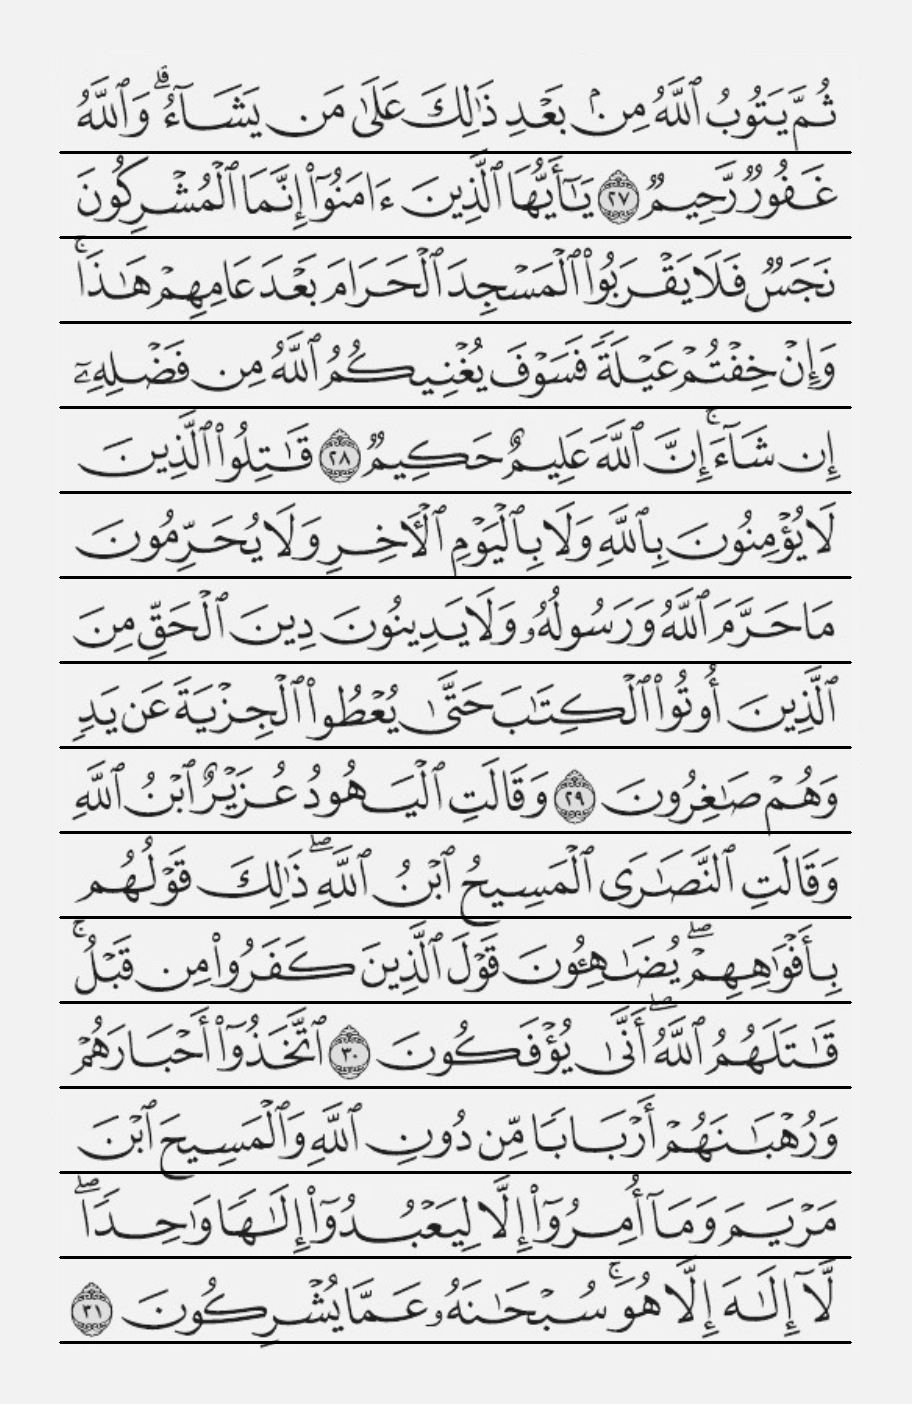 ثُمَّ يَتُوبُ ٱللَّهُ مِنۢ بَعۡدِ ذَٰلِكَ عَلَىٰ مَن يَشَآءُۗ وَٱللَّهُ
غَفُورٞ رَّحِيمٞ ٢٧ يَٰٓأَيُّهَا ٱلَّذِينَ ءَامَنُوٓاْ إِنَّمَا ٱلۡمُشۡرِكُونَ
نَجَسٞ فَلَا يَقۡرَبُواْ ٱلۡمَسۡجِدَ ٱلۡحَرَامَ بَعۡدَ عَامِهِمۡ هَٰذَاۚ
وَإِنۡ خِفۡتُمۡ عَيۡلَةٗ فَسَوۡفَ يُغۡنِيكُمُ ٱللَّهُ مِن فَضۡلِهِۦٓ
إِن شَآءَۚ إِنَّ ٱللَّهَ عَلِيمٌ حَكِيمٞ ٢٨ قَٰتِلُواْ ٱلَّذِينَ
لَا يُؤۡمِنُونَ بِٱللَّهِ وَلَا بِٱلۡيَوۡمِ ٱلۡأٓخِرِ وَلَا يُحَرِّمُونَ
مَا حَرَّمَ ٱللَّهُ وَرَسُولُهُۥ وَلَا يَدِينُونَ دِينَ ٱلۡحَقِّ مِنَ
ٱلَّذِينَ أُوتُواْ ٱلۡكِتَٰبَ حَتَّىٰ يُعۡطُواْ ٱلۡجِزۡيَةَ عَن يَدٖ
وَهُمۡ صَٰغِرُونَ ٢٩ وَقَالَتِ ٱلۡيَهُودُ عُزَيۡرٌ ٱبۡنُ ٱللَّهِ
وَقَالَتِ ٱلنَّصَٰرَى ٱلۡمَسِيحُ ٱبۡنُ ٱللَّهِۖ ذَٰلِكَ قَوۡلُهُم
بِأَفۡوَٰهِهِمۡۖ يُضَٰهِـُٔونَ قَوۡلَ ٱلَّذِينَ كَفَرُواْ مِن قَبۡلُۚ
قَٰتَلَهُمُ ٱللَّهُۖ أَنَّىٰ يُؤۡفَكُونَ ٣٠ ٱتَّخَذُوٓاْ أَحۡبَارَهُمۡ
وَرُهۡبَٰنَهُمۡ أَرۡبَابٗا مِّن دُونِ ٱللَّهِ وَٱلۡمَسِيحَ ٱبۡنَ
مَرۡيَمَ وَمَآ أُمِرُوٓاْ إِلَّا لِيَعۡبُدُوٓاْ إِلَٰهٗا وَٰحِدٗاۖ
لَّآ إِلَٰهَ إِلَّا هُوَۚ سُبۡحَٰنَهُۥ عَمَّا يُشۡرِكُونَ ٣١